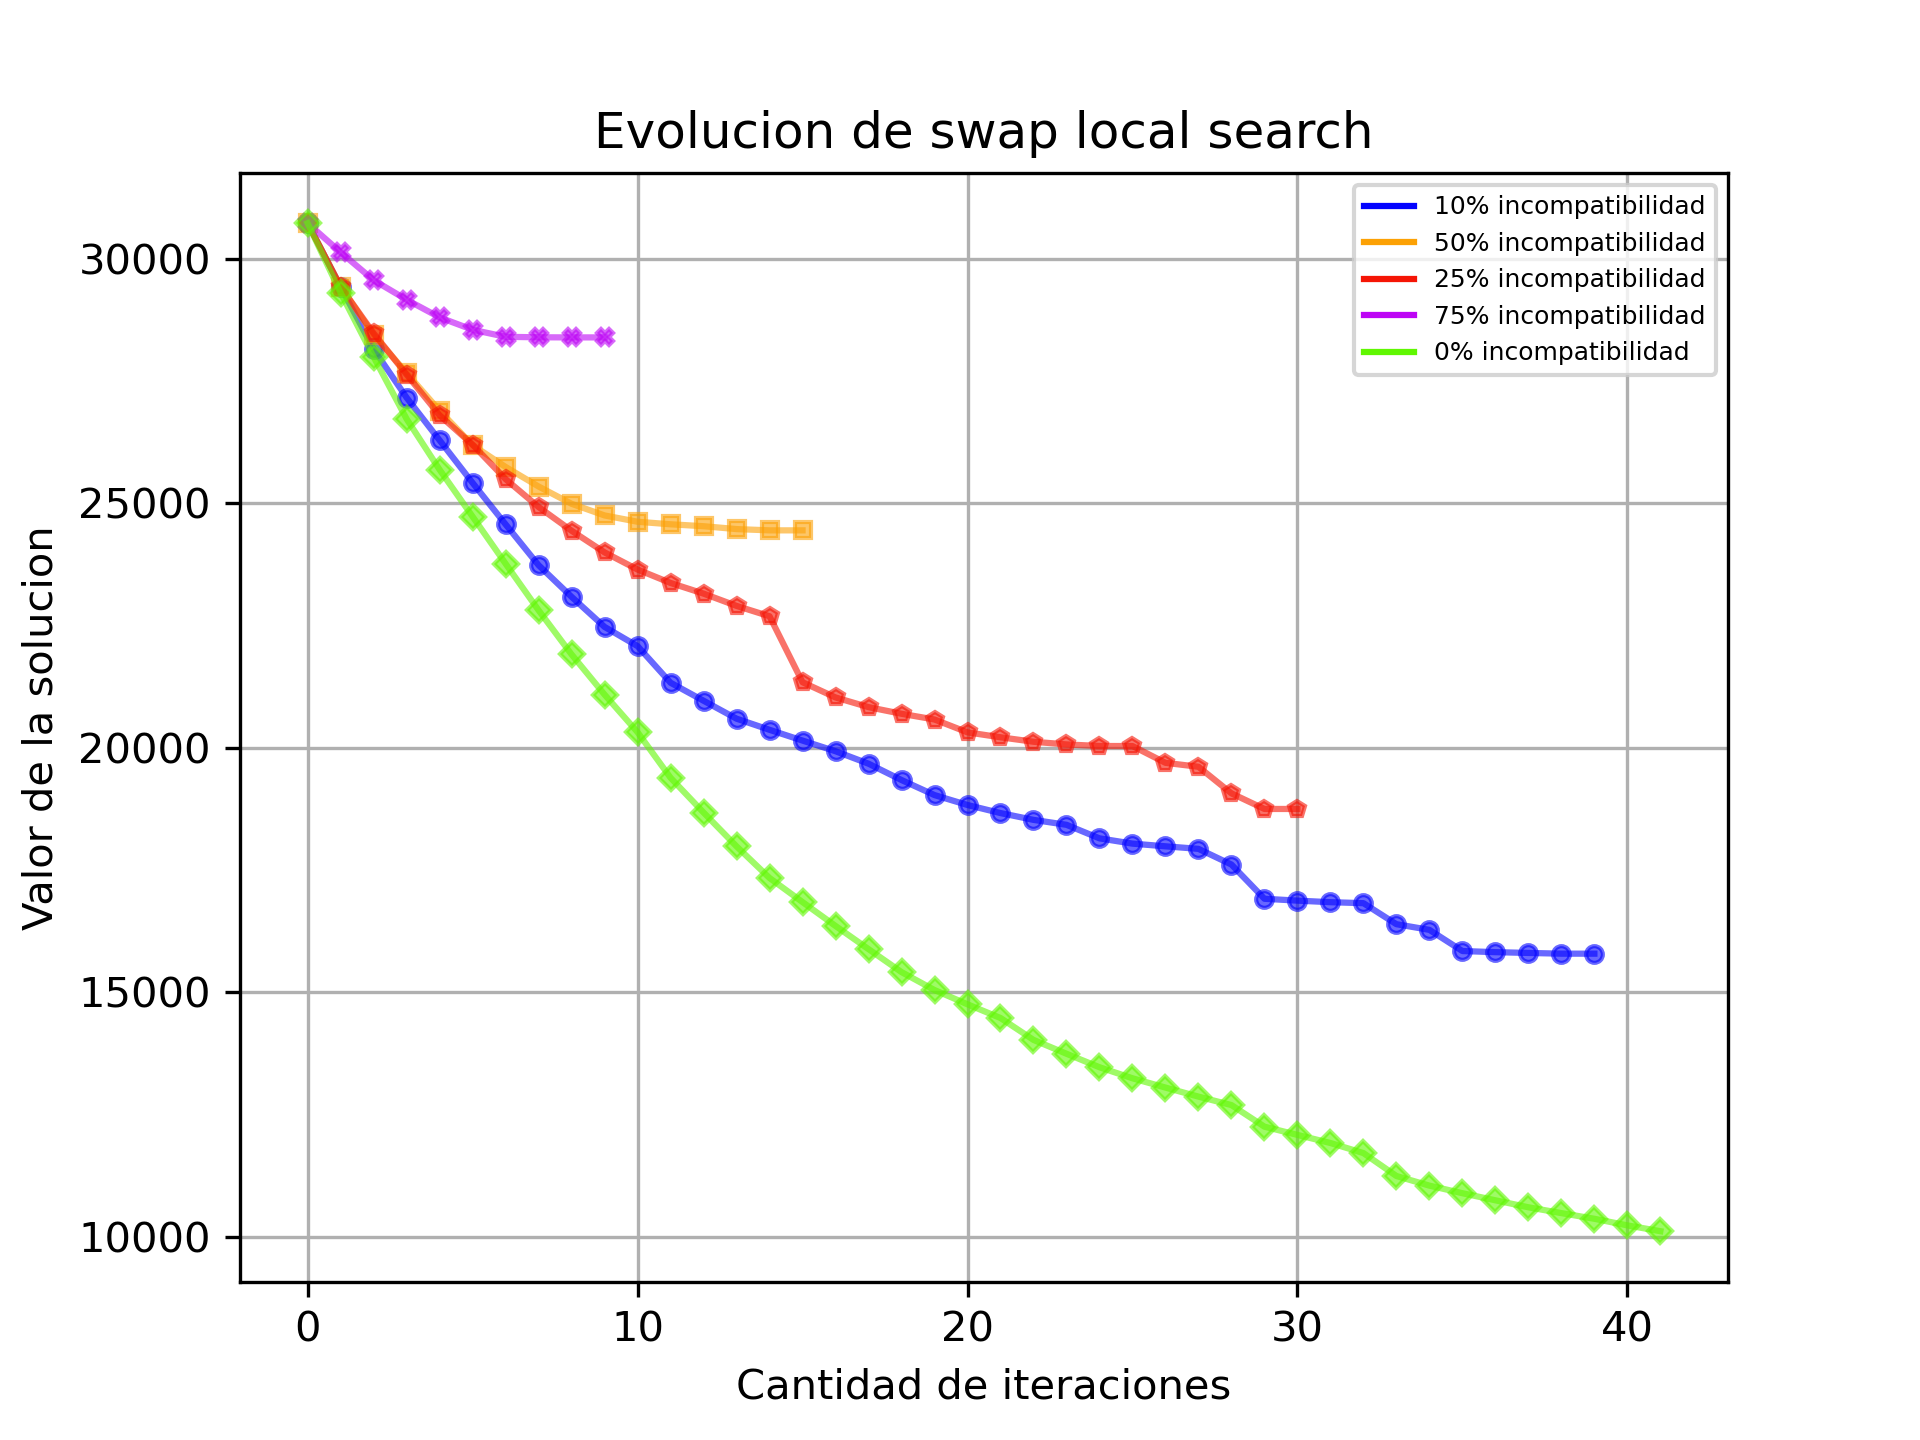 Evolucion de swap local search
10% incompatibilidad
50% incompatibilidad
25% incompatibilidad
75% incompatibilidad
0% incompatibilidad
Valor de la solucion
30000
25000
20000
15000
10000
0 10 20 30 40
Cantidad de iteraciones